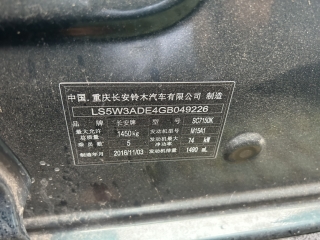 中国.重庆长安铃木汽车有限公司 制造
LS5W3ADE4GB049226
品牌 长安牌 型号 SC7150K
最大允许总质量 1450kg 发动机型号 M15A1
乘员数 5 发动机最大净功率 74 kW
制造年月 2016/11/03 发动机排量 1490 mL